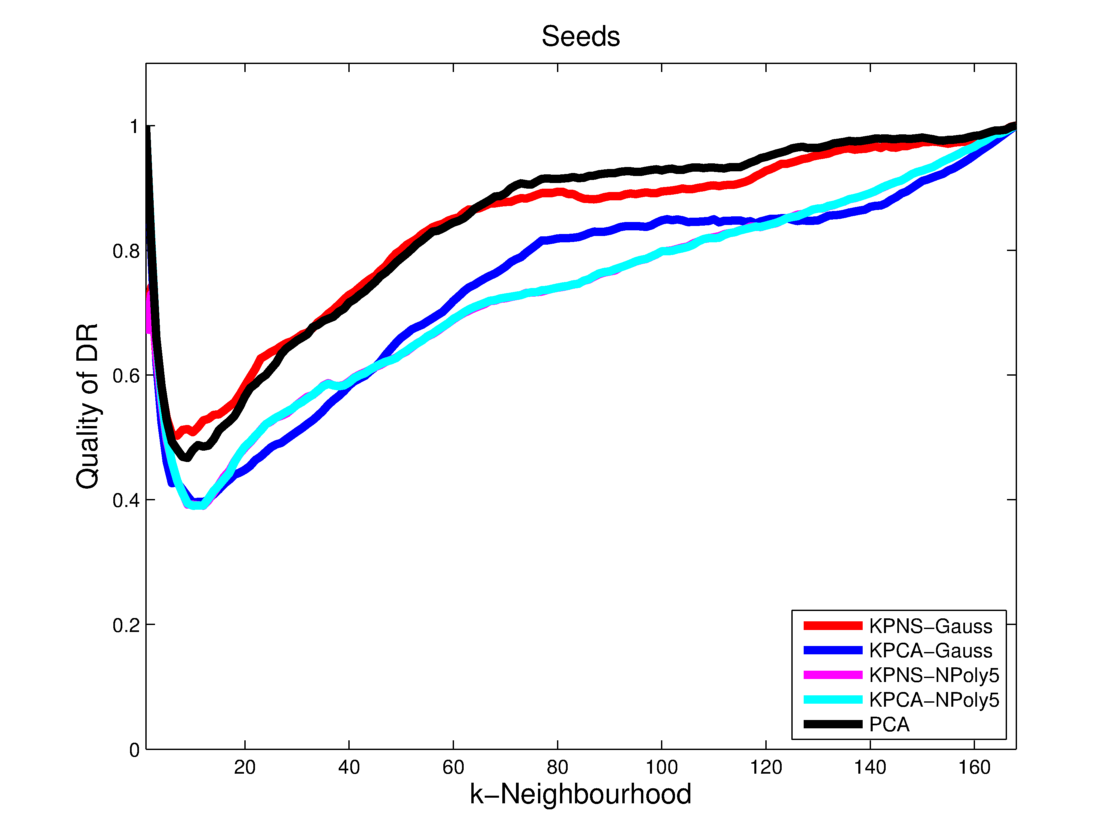 Seeds
Quality of DR
1
0.8
0.6
0.4
0.2
0
20 40 60 80 100 120 140 160
k−Neighbourhood
KPNS−Gauss
KPCA−Gauss
KPNS−NPoly5
KPCA−NPoly5
PCA